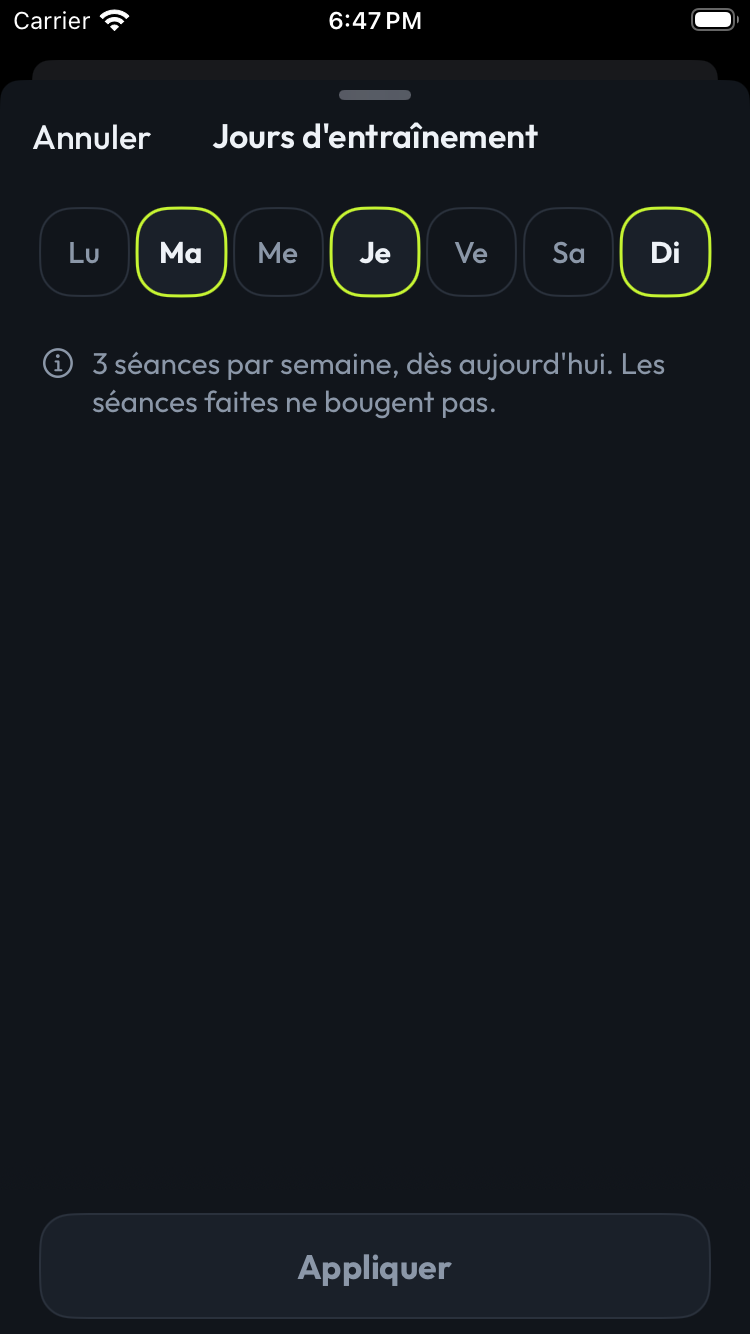 Carrier 6:47 PM
Annuler Jours d'entraînement
Lu Ma Me Je Ve Sa Di
3 séances par semaine, dès aujourd'hui. Les
séances faites ne bougent pas.
Appliquer